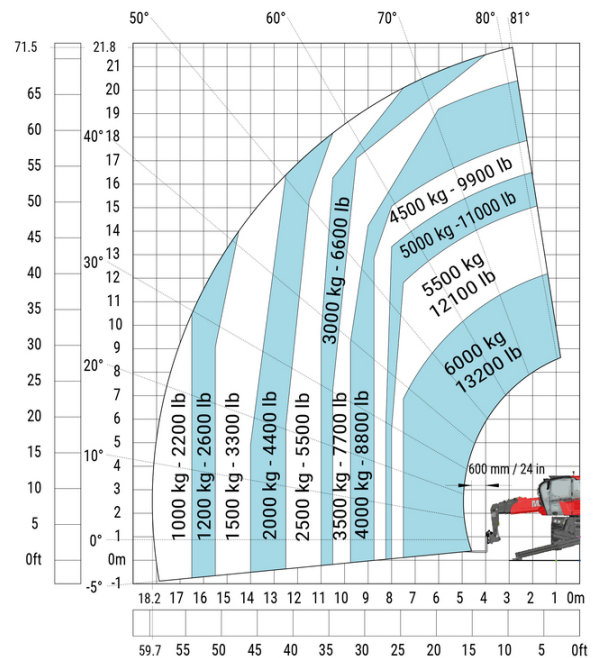 50° 60° 70° 80° 81°
71.5 21.8
21
65 20
19
60 40° 18
17
55 16
50 15
14
45 13
30° 12
40 11
35 10
9
30 20° 8
25 7
6
20 5
15 10° 4
3
10 2
5 0° 1
0ft 0m
-5° -1
1000 kg - 2200 lb
1200 kg - 2600 lb
1500 kg - 3300 lb
2000 kg - 4400 lb
2500 kg - 5500 lb
3000 kg - 6600 lb
3500 kg - 7700 lb
4000 kg - 8800 lb
4500 kg - 9900 lb
5000 kg -11000 lb
5500 kg
12100 lb
6000 kg
13200 lb
600 mm / 24 in
18.2 17 16 15 14 13 12 11 10 9 8 7 6 5 4 3 2 1 0m
59.7 55 50 45 40 35 30 25 20 15 10 5 0ft